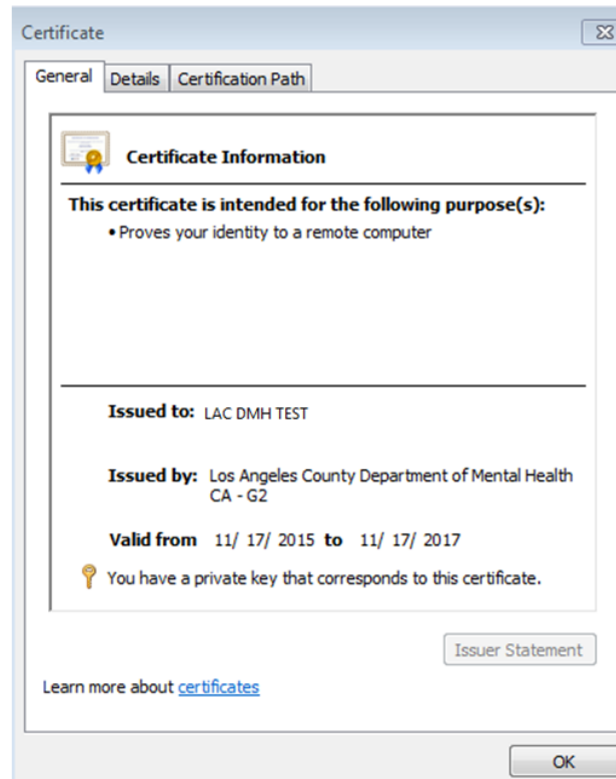 Certificate
General Details Certification Path
Certificate Information
This certificate is intended for the following purpose(s):
• Proves your identity to a remote computer
Issued to: LAC DMH TEST
Issued by: Los Angeles County Department of Mental Health
CA - G2
Valid from 11/ 17/ 2015 to 11/ 17/ 2017
You have a private key that corresponds to this certificate.
Issuer Statement
Learn more about certificates
OK